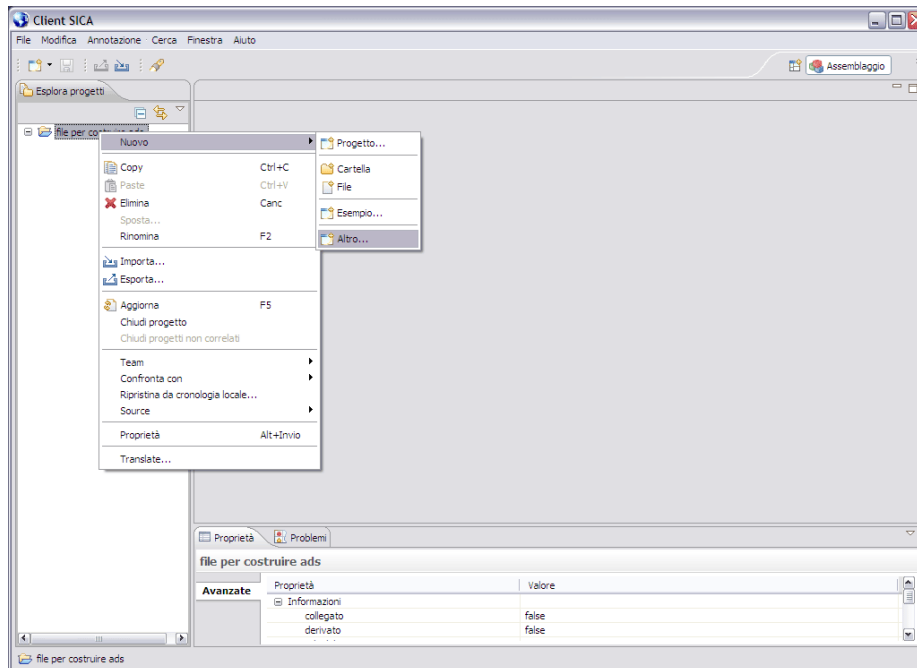 Client SICA
File Modifica Annotazione Cerca Finestra Aiuto
Assemblaggio
Esplora progetti
file per costruire ads
Nuovo
Copy Ctrl+C
Paste Ctrl+V
Elimina Canc
Sposta...
Rinomina F2
Importa...
Esporta...
Aggiorna F5
Chiudi progetto
Chiudi progetti non correlati
Team
Confronta con
Ripristina da cronologia locale...
Source
Proprietà Alt+Invio
Translate...
Progetto...
Cartella
File
Esempio...
Altro...
Proprietà Problemi
file per costruire ads
Avanzate
Proprietà Valore
Informazioni
collegato false
derivato false
file per costruire ads